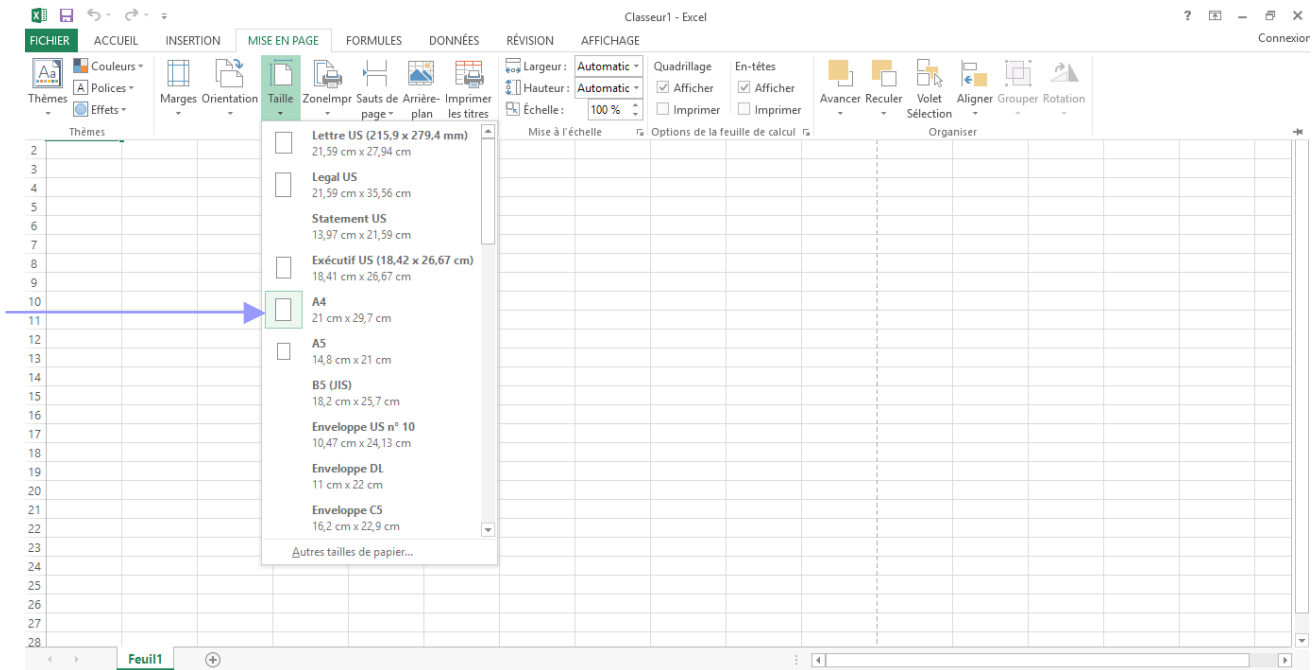 Classeur1 - Excel
?
FICHIER ACCUEIL INSERTION MISE EN PAGE FORMULES DONNÉES RÉVISION AFFICHAGE Connexion
Aa Couleurs Largeur : Automatic Quadrillage En-têtes
A Polices Hauteur : Automatic Afficher Afficher
Thèmes Effets Marges Orientation Taille ZoneImpr Sauts de page Arrière-plan Imprimer les titres Échelle : 100 % Imprimer Imprimer Avancer Reculer Volet Sélection Aligner Grouper Rotation
Thèmes Mise à l'échelle Options de la feuille de calcul Organiser
Lettre US (215,9 x 279,4 mm)
21,59 cm x 27,94 cm
Legal US
21,59 cm x 35,56 cm
Statement US
13,97 cm x 21,59 cm
Exécutif US (18,42 x 26,67 cm)
18,41 cm x 26,67 cm
A4
21 cm x 29,7 cm
A5
14,8 cm x 21 cm
B5 (JIS)
18,2 cm x 25,7 cm
Enveloppe US n° 10
10,47 cm x 24,13 cm
Enveloppe DL
11 cm x 22 cm
Enveloppe C5
16,2 cm x 22,9 cm
Autres tailles de papier...
2
3
4
5
6
7
8
9
10
11
12
13
14
15
16
17
18
19
20
21
22
23
24
25
26
27
28
Feuil1